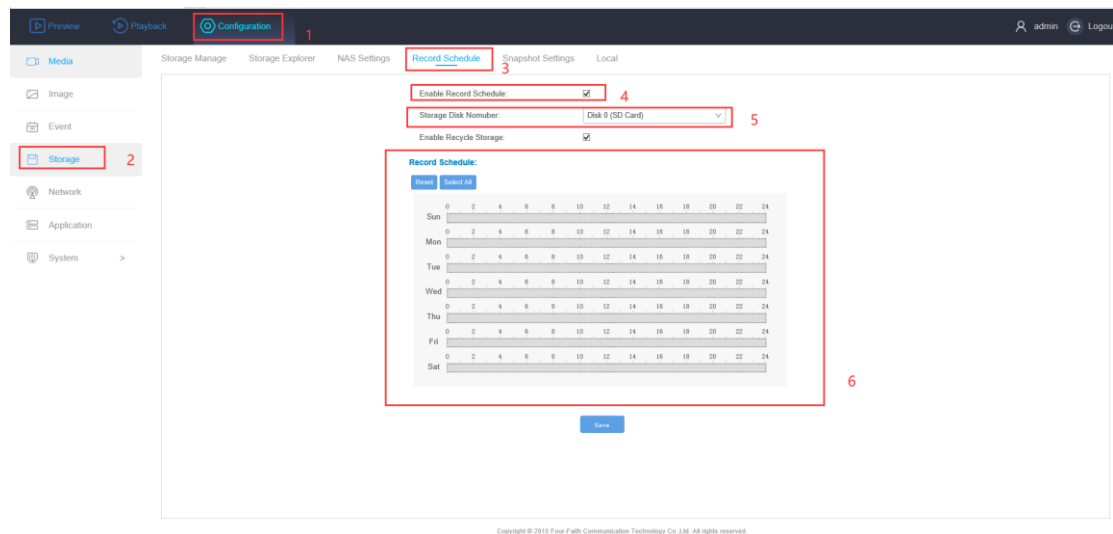 Preview Playback Configuration 1 admin Logou
Media Storage Manage Storage Explorer NAS Settings Record Schedule 3 Snapshot Settings Local
Image Enable Record Schedule: 4
Storage Disk Nomuber: Disk 0 (SD Card) 5
Event Enable Recycle Storage:
Storage 2 Record Schedule:
Reset Select All
Network
0 2 4 6 8 10 12 14 16 18 20 22 24
Sun
Application
0 2 4 6 8 10 12 14 16 18 20 22 24
Mon
System >
0 2 4 6 8 10 12 14 16 18 20 22 24
Tue
0 2 4 6 8 10 12 14 16 18 20 22 24
Wed
0 2 4 6 8 10 12 14 16 18 20 22 24
Thu
0 2 4 6 8 10 12 14 16 18 20 22 24
Fri
0 2 4 6 8 10 12 14 16 18 20 22 24
Sat
6
Save
Copyright © 2015 Four-Faith Communication Technology Co.,Ltd. All rights reserved.